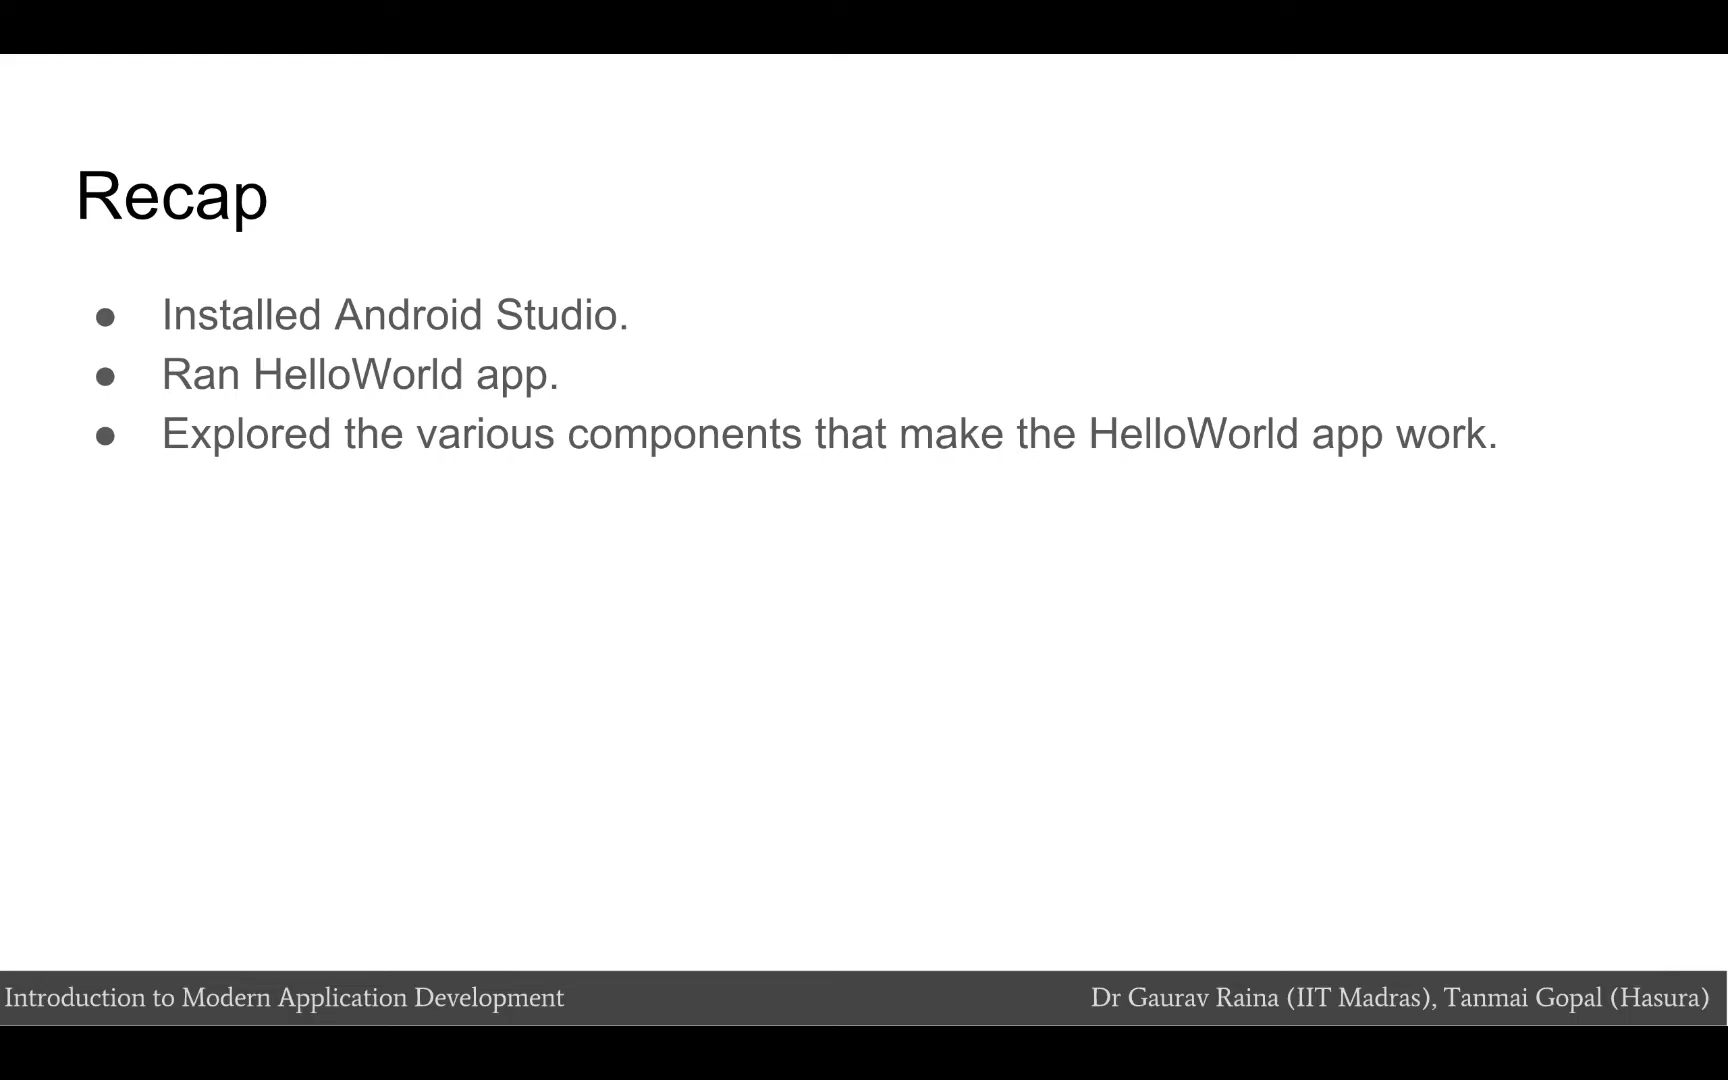 Recap
● Installed Android Studio.
● Ran HelloWorld app.
● Explored the various components that make the HelloWorld app work.
Introduction to Modern Application Development
Dr Gaurav Raina (IIT Madras), Tanmai Gopal (Hasura)